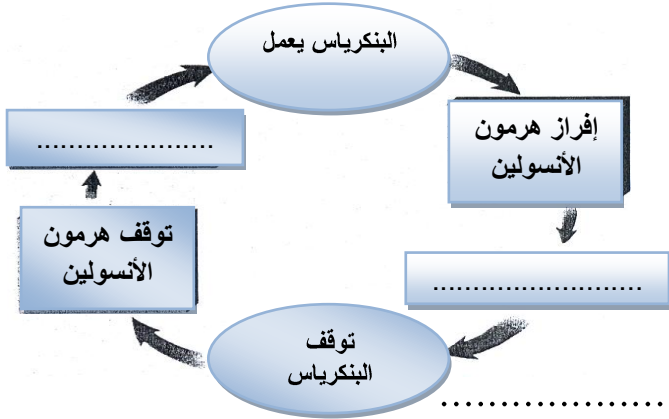 البنكرياس يعمل
إفراز هرمون
الأنسولين
.........................
توقف
البنكرياس
...................
توقف هرمون
الأنسولين
......................